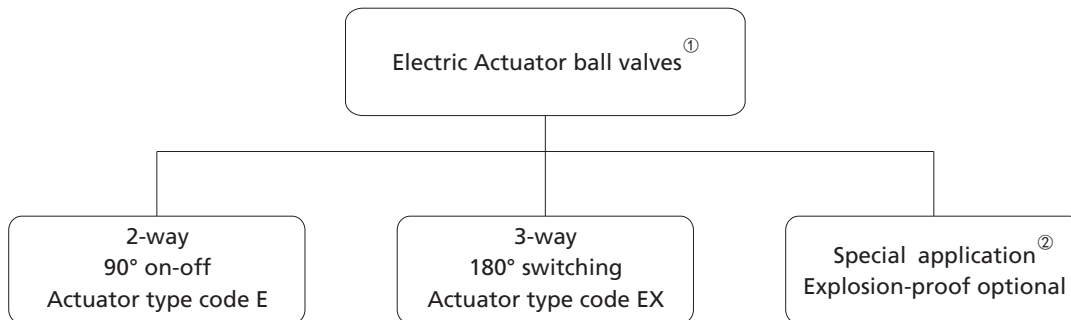 Electric Actuator ball valves①
2-way
90° on-off
Actuator type code E
3-way
180° switching
Actuator type code EX
Special application②
Explosion-proof optional